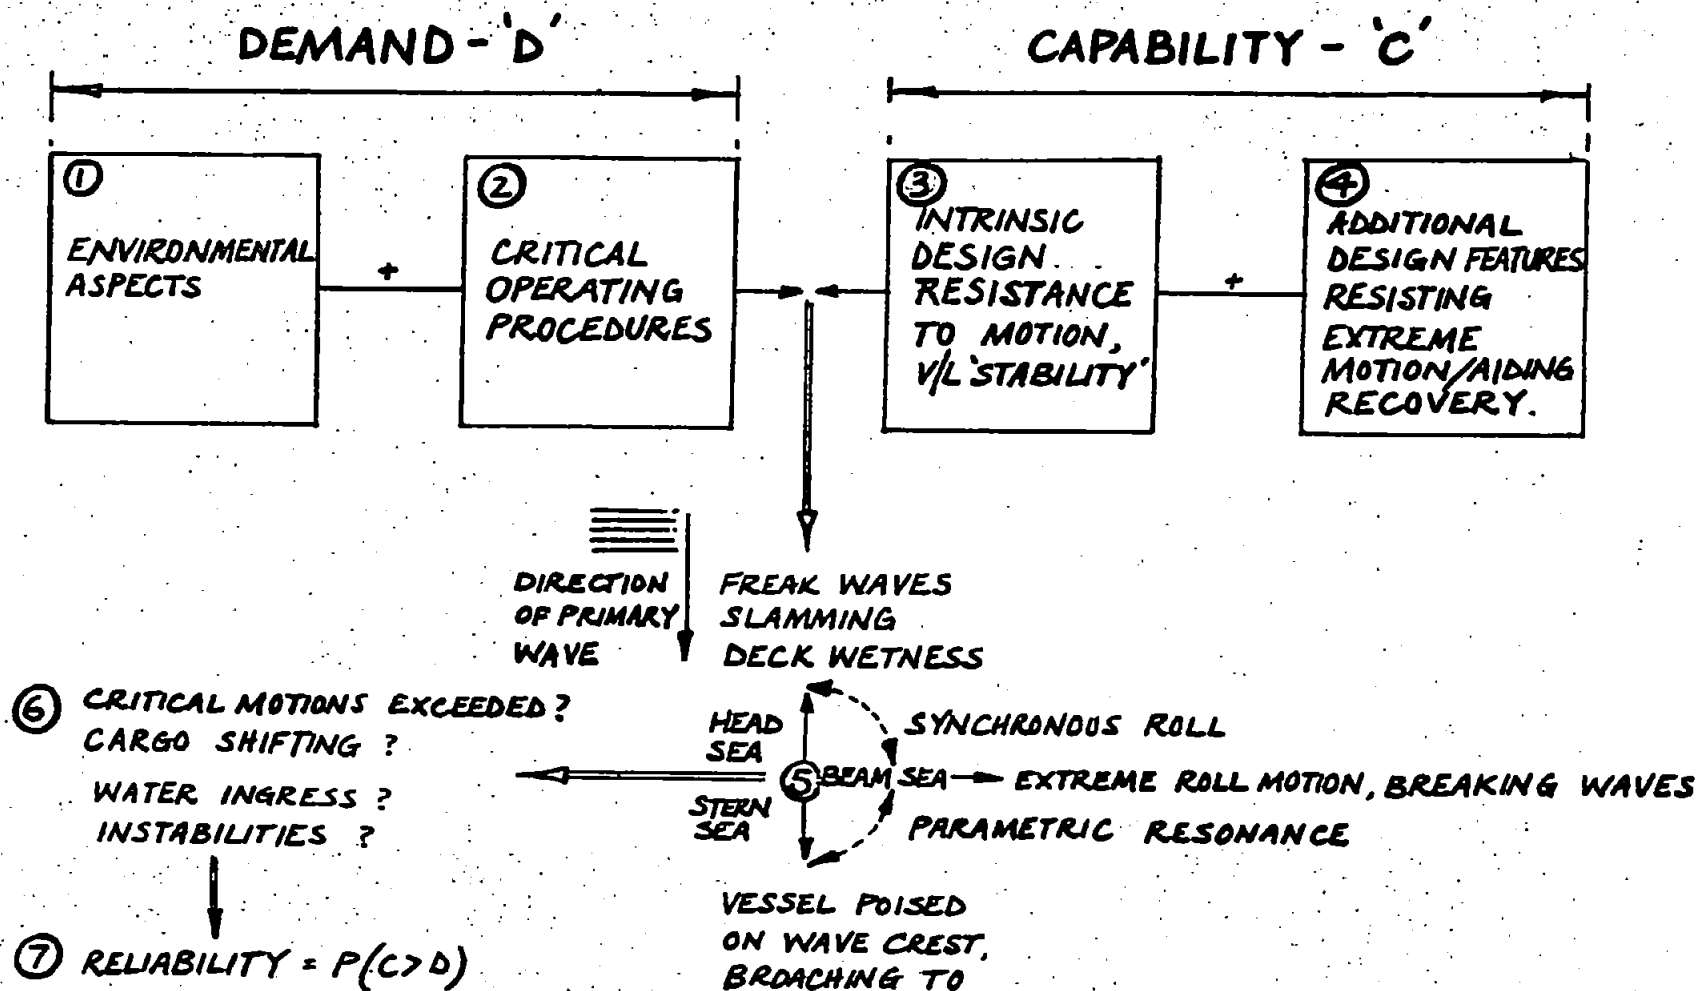 DEMAND - 'D'
CAPABILITY - 'C'
①
ENVIRONMENTAL
ASPECTS
+
②
CRITICAL
OPERATING
PROCEDURES
③
INTRINSIC
DESIGN
RESISTANCE
TO MOTION,
V/L 'STABILITY'
+
④
ADDITIONAL
DESIGN FEATURES
RESISTING
EXTREME
MOTION/AIDING
RECOVERY.
DIRECTION
OF PRIMARY
WAVE
FREAK WAVES
SLAMMING
DECK WETNESS
HEAD
SEA
SYNCHRONOUS ROLL
⑤ BEAM SEA → EXTREME ROLL MOTION, BREAKING WAVES
STERN
SEA
PARAMETRIC RESONANCE
VESSEL POISED
ON WAVE CREST,
BROACHING TO
⑥ CRITICAL MOTIONS EXCEEDED?
CARGO SHIFTING ?
WATER INGRESS ?
INSTABILITIES ?
⑦ RELIABILITY = P(C>D)